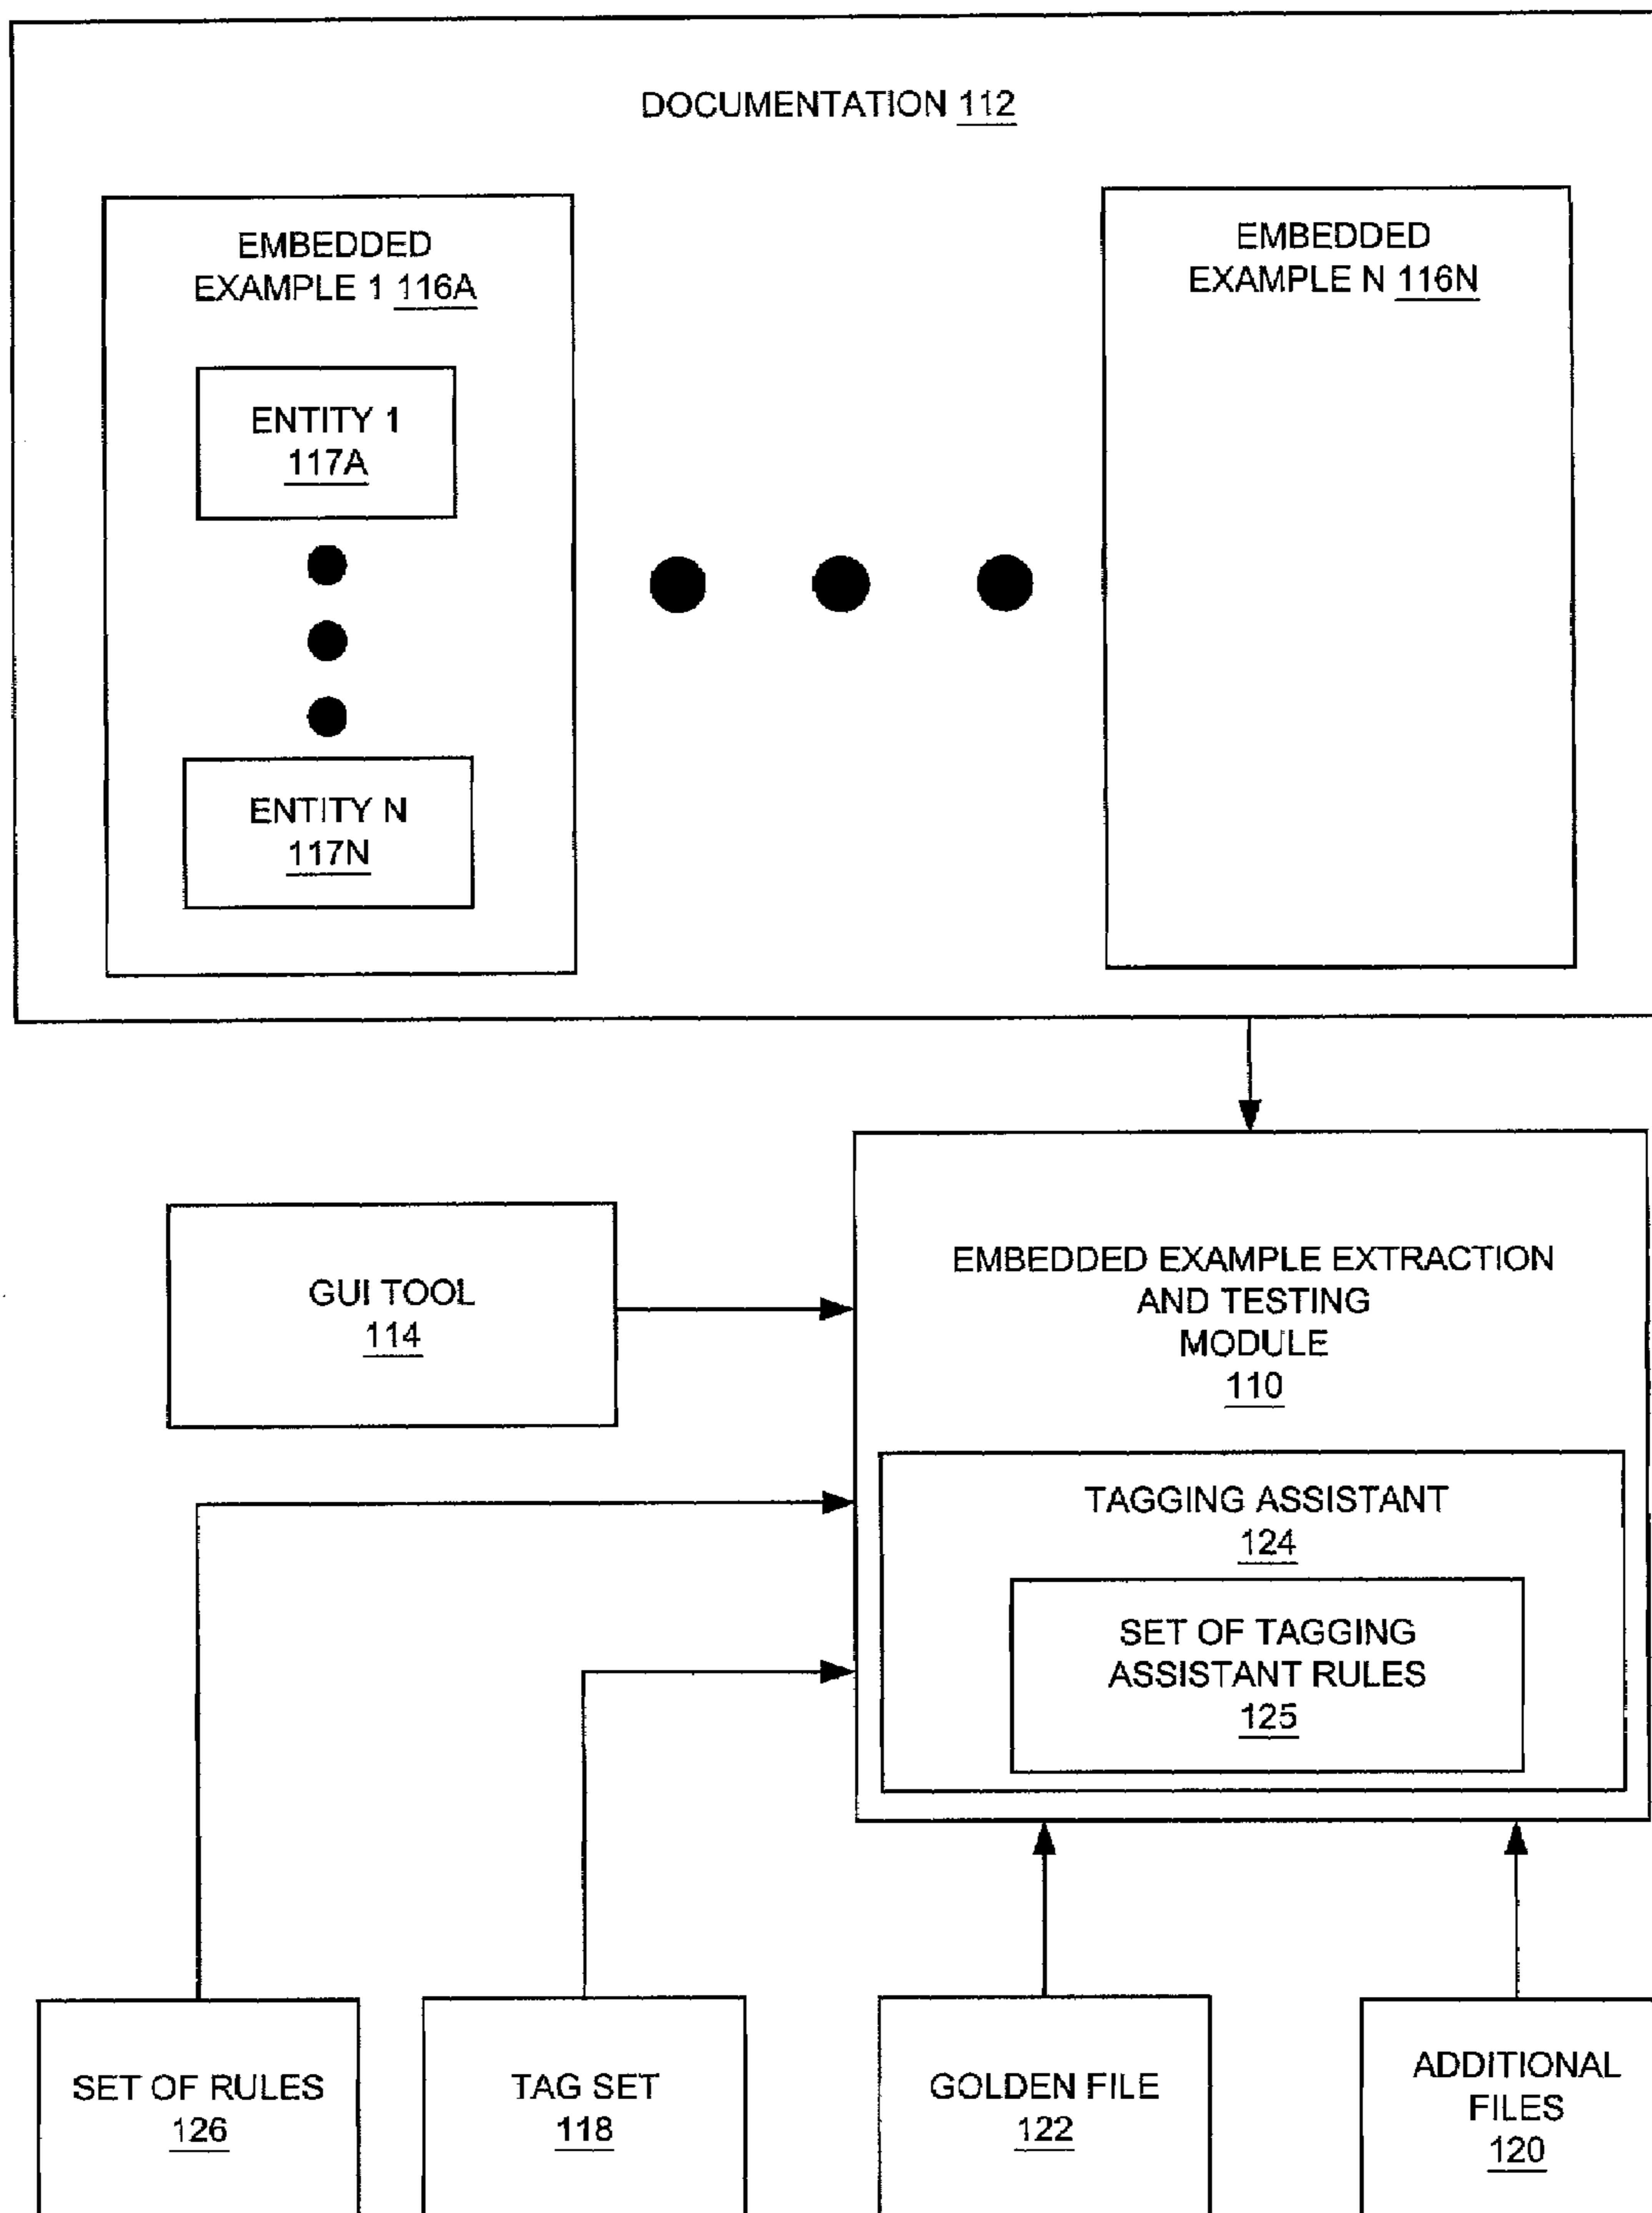 DOCUMENTATION 112
EMBEDDED
EXAMPLE 1 116A
EMBEDDED
EXAMPLE N 116N
ENTITY 1
117A
ENTITY N
117N
GUI TOOL
114
EMBEDDED EXAMPLE EXTRACTION
AND TESTING
MODULE
110
TAGGING ASSISTANT
124
SET OF TAGGING
ASSISTANT RULES
125
SET OF RULES
126
TAG SET
118
GOLDEN FILE
122
ADDITIONAL
FILES
120